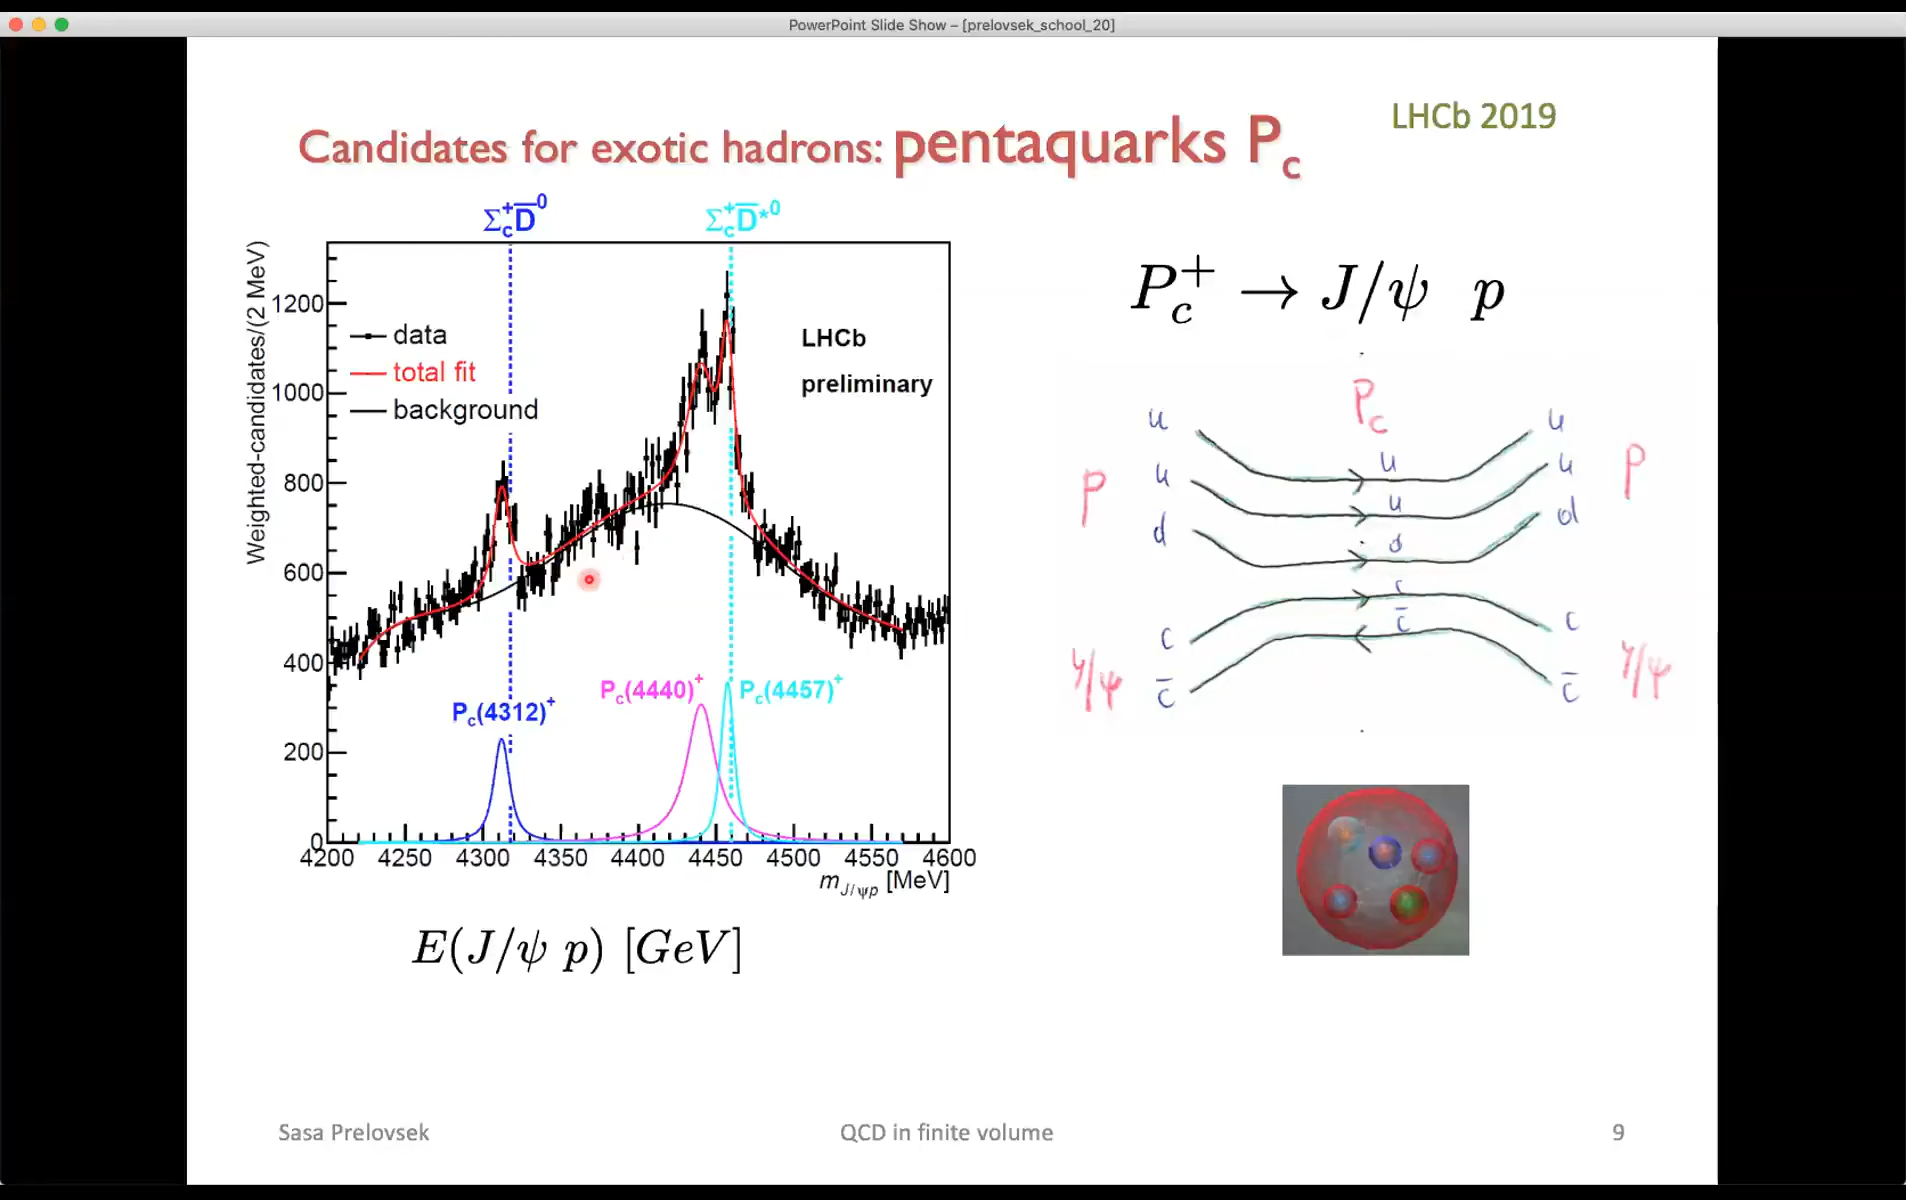 PowerPoint Slide Show – [prelovsek_school_20]
LHCb 2019
Candidates for exotic hadrons: pentaquarks P_c
Σ_c^+ D̅^0
Σ_c^+ D̅*^0
Weighted candidates/(2 MeV)
1200
1000
800
600
400
200
0
data
total fit
background
LHCb
preliminary
P_c(4312)^+
P_c(4440)^+
P_c(4457)^+
4200 4250 4300 4350 4400 4450 4500 4550 4600
m_{J/ψp} [MeV]
E(J/ψ p) [GeV]
P_c^+ → J/ψ p
P_c
u u u
u u u
d d d
c c c
c̅ c̅ c̅
P P
J/ψ J/ψ
Sasa Prelovsek
QCD in finite volume
9